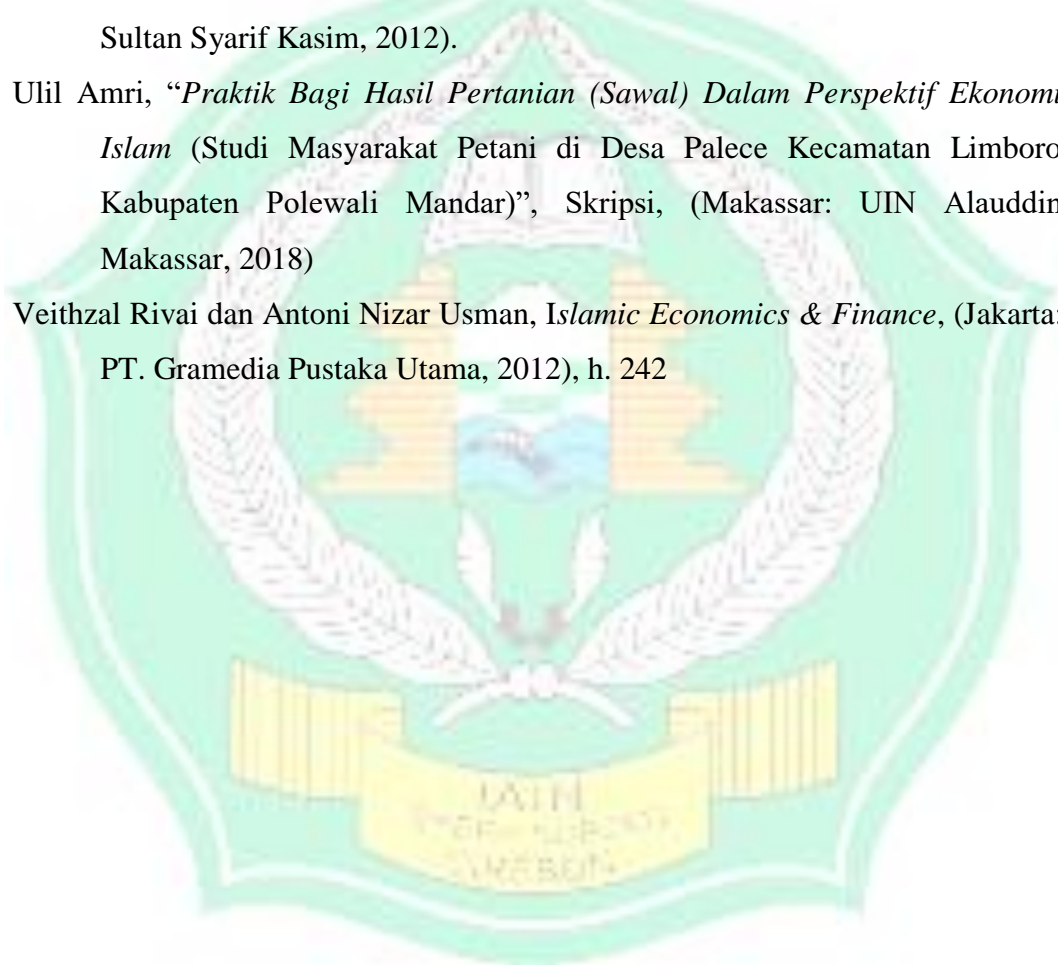 Sultan Syarif Kasim, 2012).
Ulil Amri, “Praktik Bagi Hasil Pertanian (Sawal) Dalam Perspektif Ekonomi
Islam (Studi Masyarakat Petani di Desa Palece Kecamatan Limboro
Kabupaten Polewali Mandar)”, Skripsi, (Makassar: UIN Alauddin
Makassar, 2018)
Veithzal Rivai dan Antoni Nizar Usman, Islamic Economics & Finance, (Jakarta:
PT. Gramedia Pustaka Utama, 2012), h. 242
IAIN